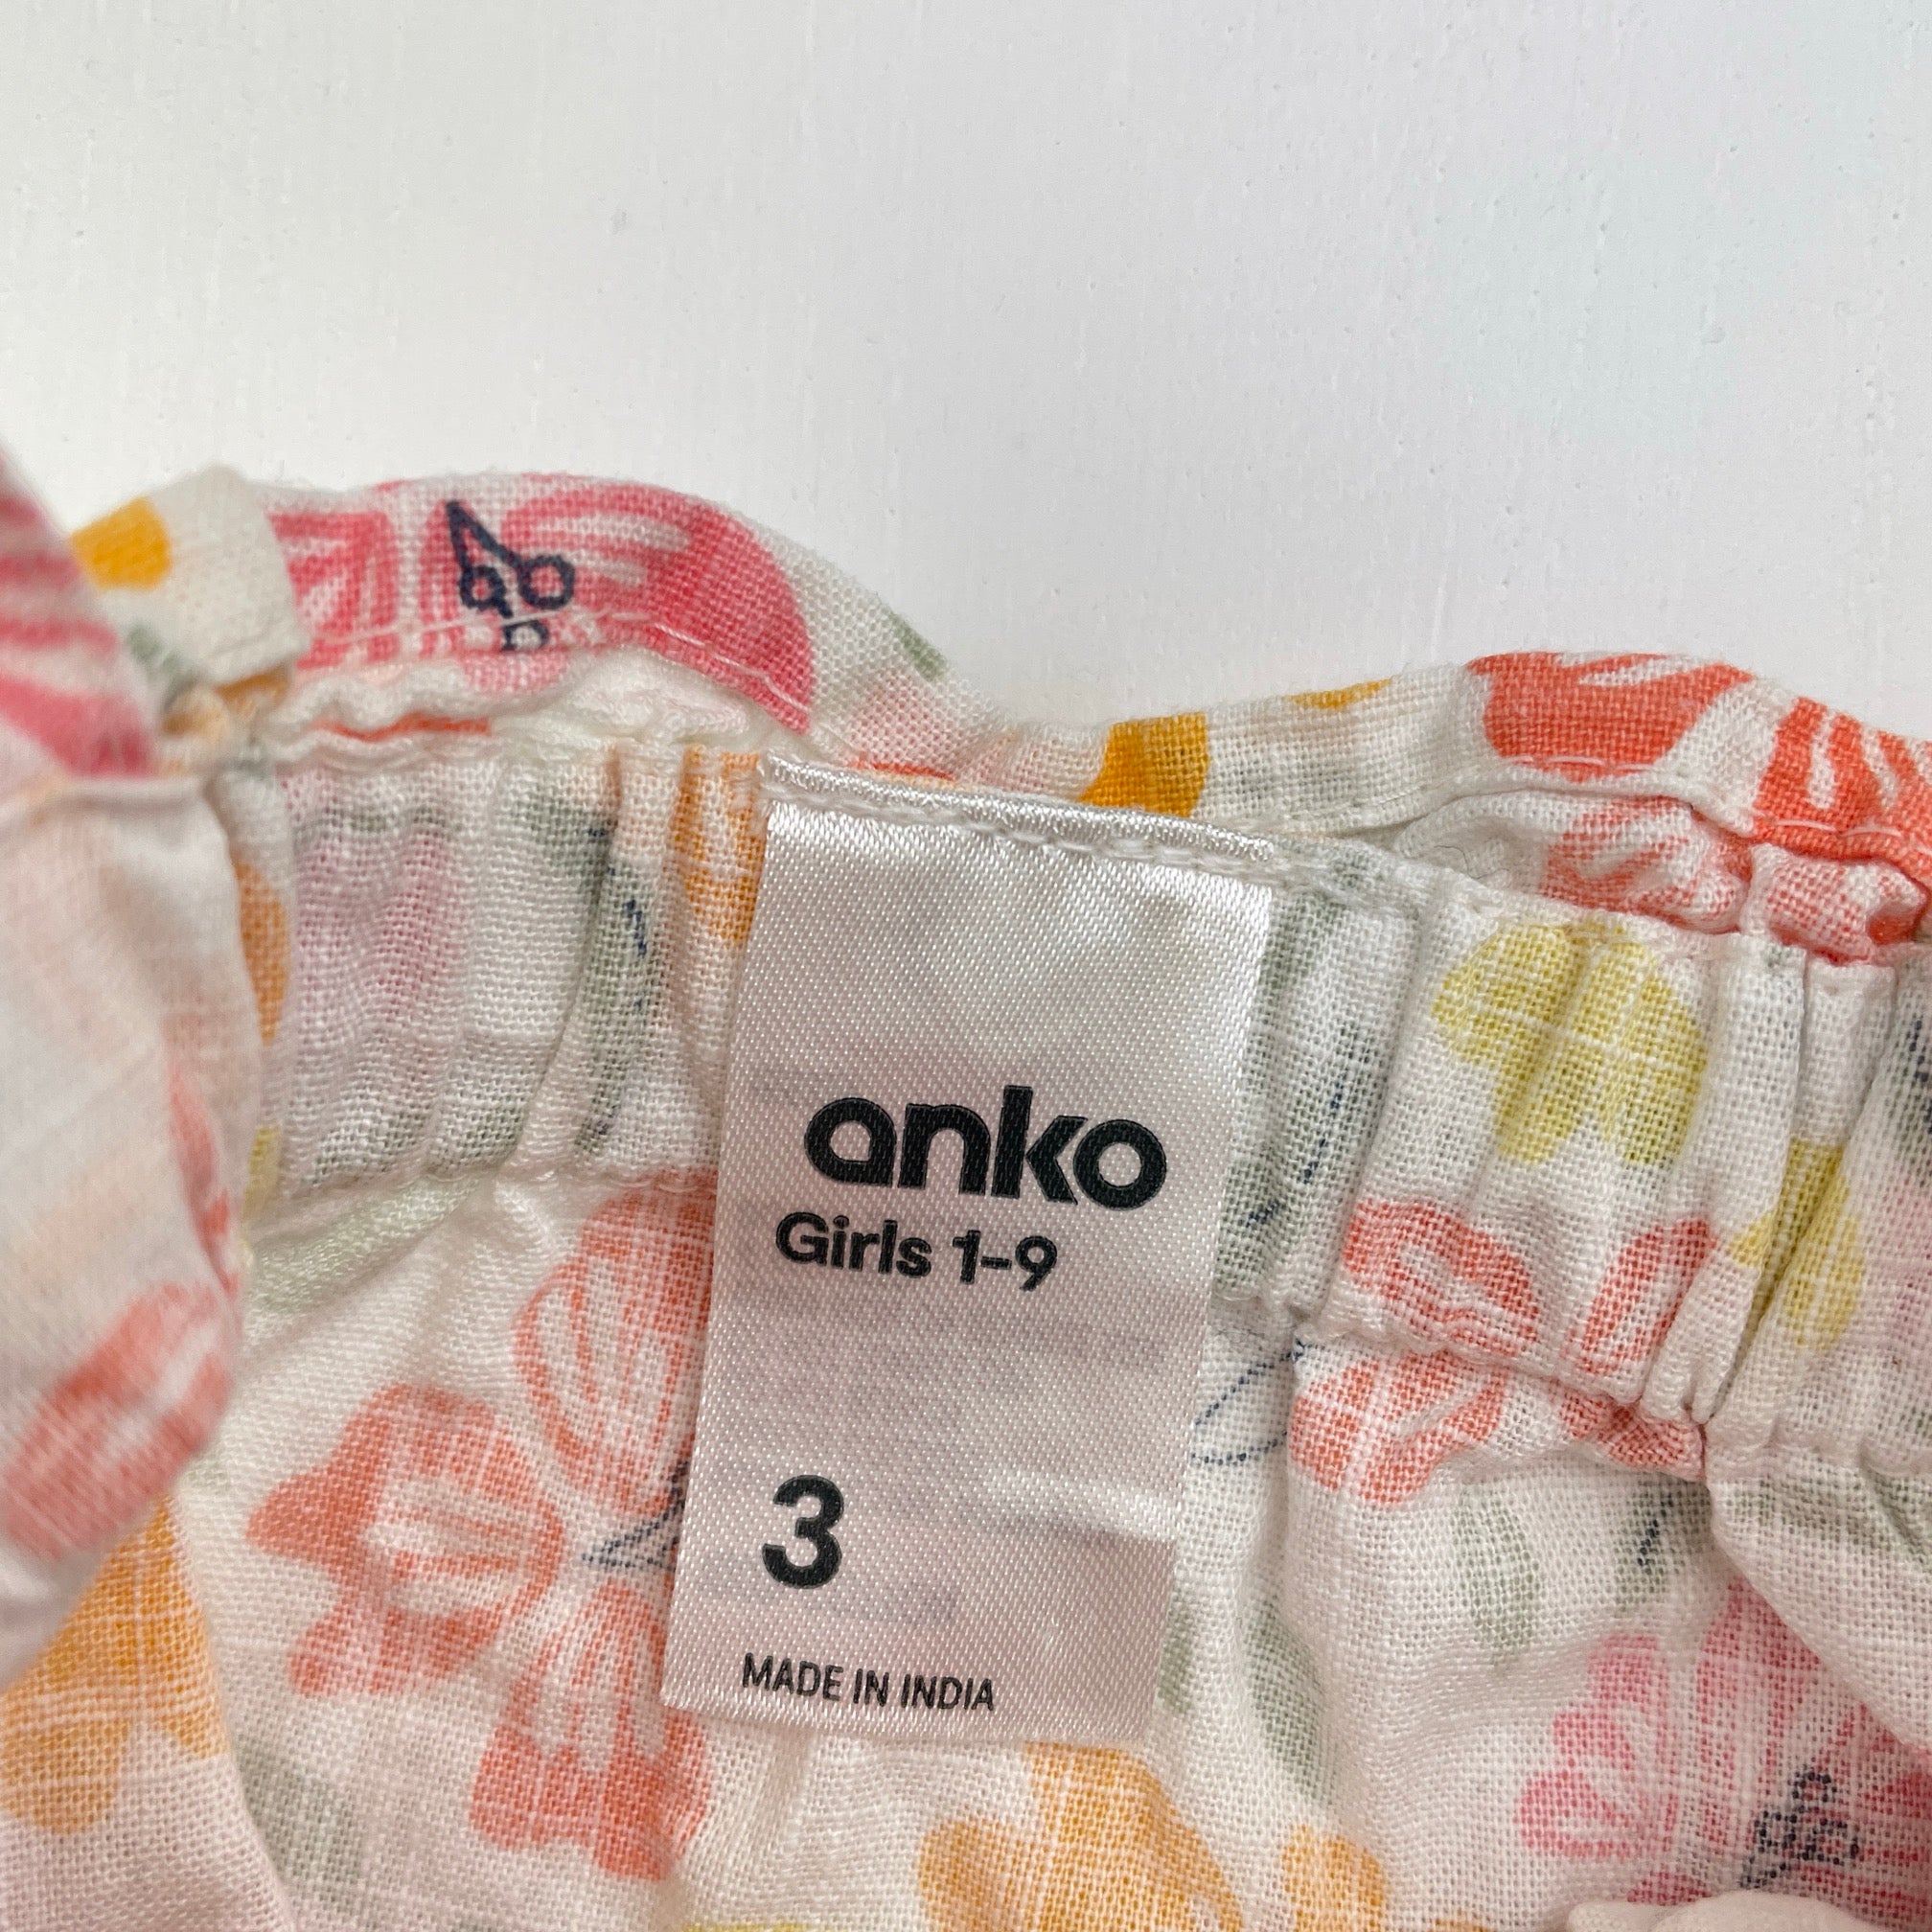 anko
Girls 1-9
3
MADE IN INDIA